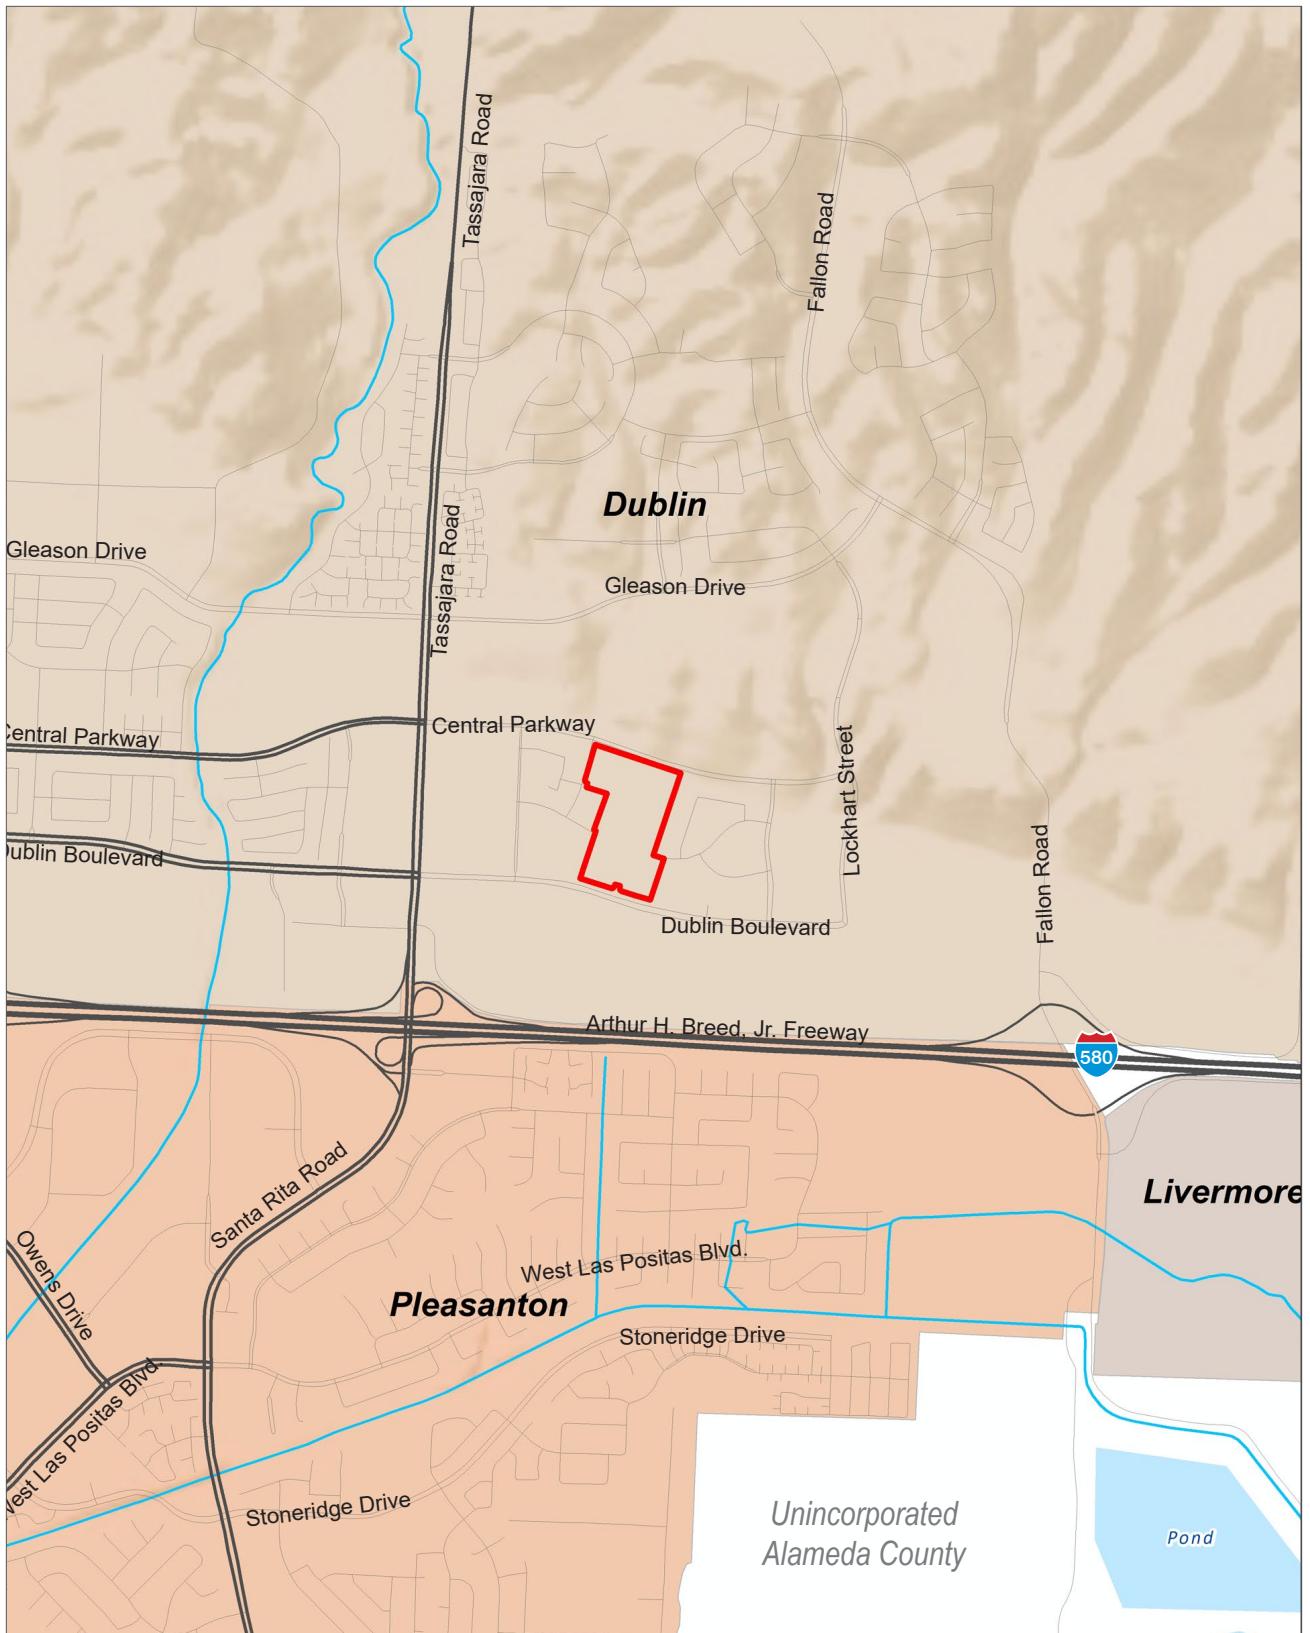 Tassajara Road
Fallon Road
Dublin
Gleason Drive
Tassajara Road
Gleason Drive
Central Parkway
Central Parkway
Lockhart Street
Fallon Road
Dublin Boulevard
Dublin Boulevard
Arthur H. Breed, Jr. Freeway
580
Santa Rita Road
Livermore
Owens Drive
West Las Positas Blvd.
Pleasanton
Stoneridge Drive
West Las Positas Blvd.
Stoneridge Drive
Unincorporated
Alameda County
Pond